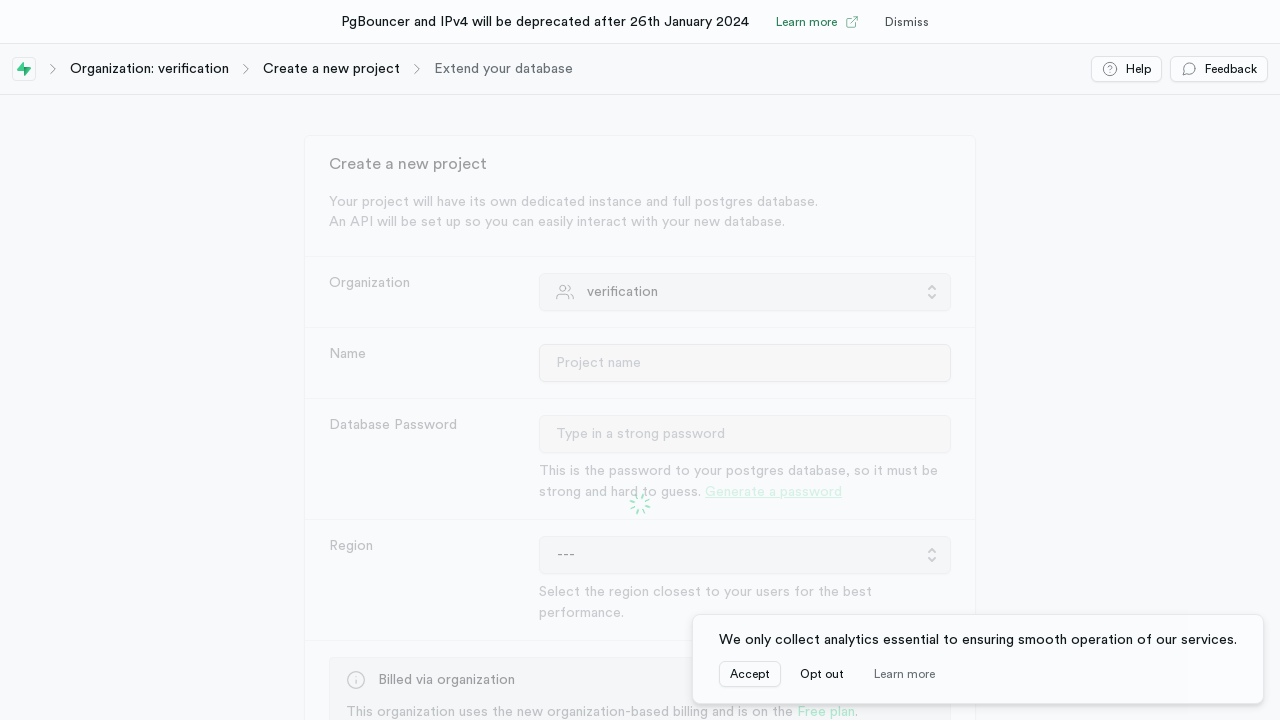 PgBouncer and IPv4 will be deprecated after 26th January 2024 Learn more Dismiss
Organization: verification Create a new project Extend your database Help Feedback
Create a new project
Your project will have its own dedicated instance and full postgres database.
An API will be set up so you can easily interact with your new database.
Organization
verification
Name
Project name
Database Password
Type in a strong password
This is the password to your postgres database, so it must be
strong and hard to guess. Generate a password
Region
---
Select the region closest to your users for the best
performance.
Billed via organization
This organization uses the new organization-based billing and is on the Free plan.
We only collect analytics essential to ensuring smooth operation of our services.
Accept Opt out Learn more